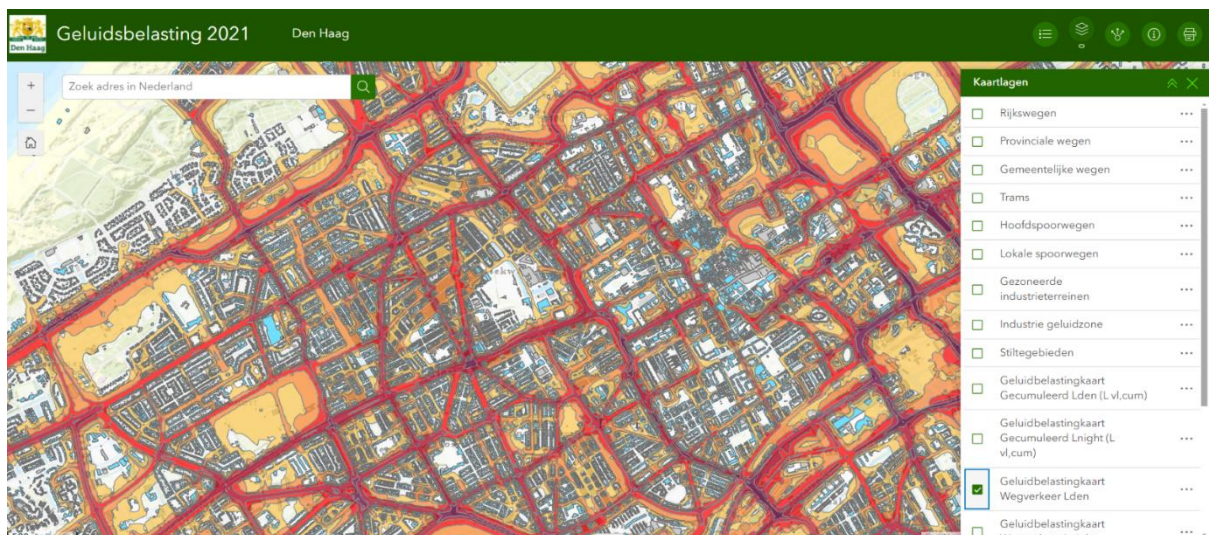 Den Haag
Geluidsbelasting 2021
Den Haag
Zoek adres in Nederland
Kaartlagen
Rijkswegen
Provinciale wegen
Gemeentelijke wegen
Trams
Hoofdspoorwegen
Lokale spoorwegen
Gezoneerde
industrieterreinen
Industrie geluidzone
Stiltegebieden
Geluidbelastingkaart
Gecumuleerd Lden (L vl,cum)
Geluidbelastingkaart
Gecumuleerd Lnight (L
vl,cum)
Geluidbelastingkaart
Wegverkeer Lden
Geluidbelastingkaart